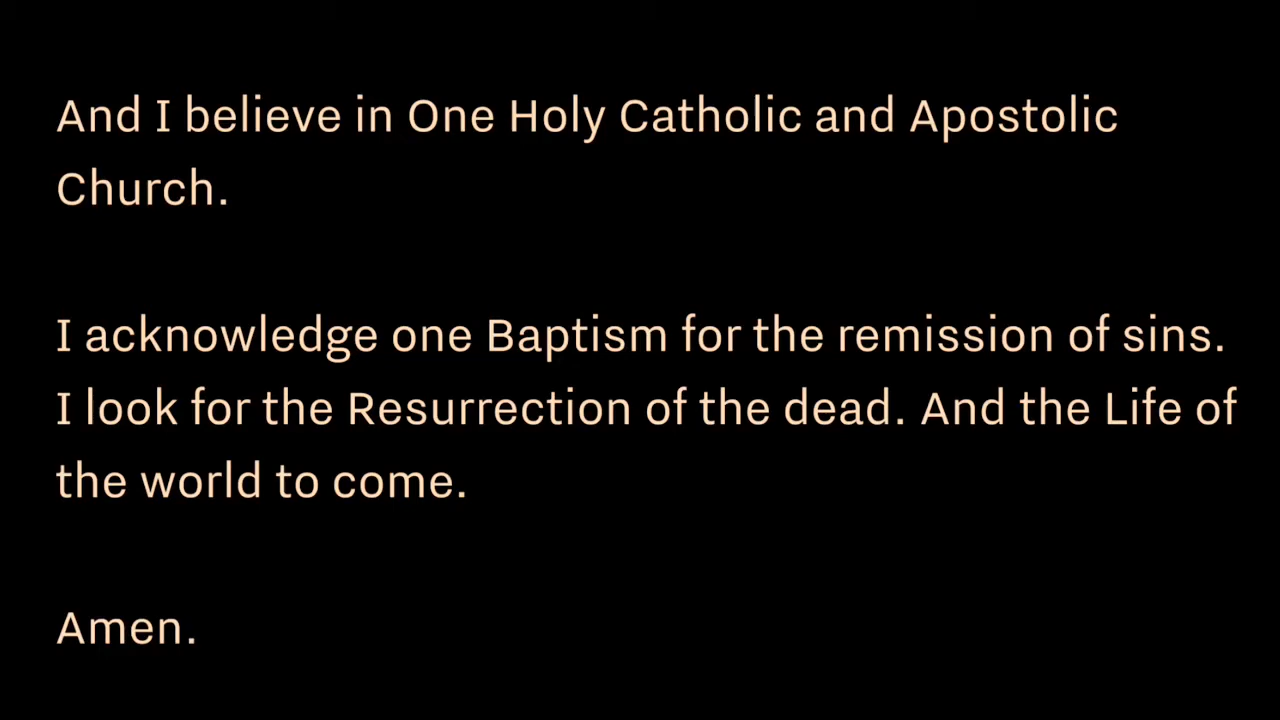 And I believe in One Holy Catholic and Apostolic
Church.
I acknowledge one Baptism for the remission of sins.
I look for the Resurrection of the dead. And the Life of
the world to come.
Amen.